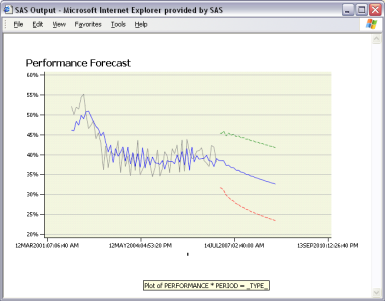 SAS Output - Microsoft Internet Explorer provided by SAS
File Edit View Favorites Tools Help
Performance Forecast
60%
55%
50%
45%
40%
35%
30%
25%
20%
12MAR2001:07:06:40 AM 12MAY2004:04:53:20 PM 14JUL2007:02:40:00 AM 13SEP2010:12:26:40 PM
Plot of PERFORMANCE * PERIOD = _TYPE_